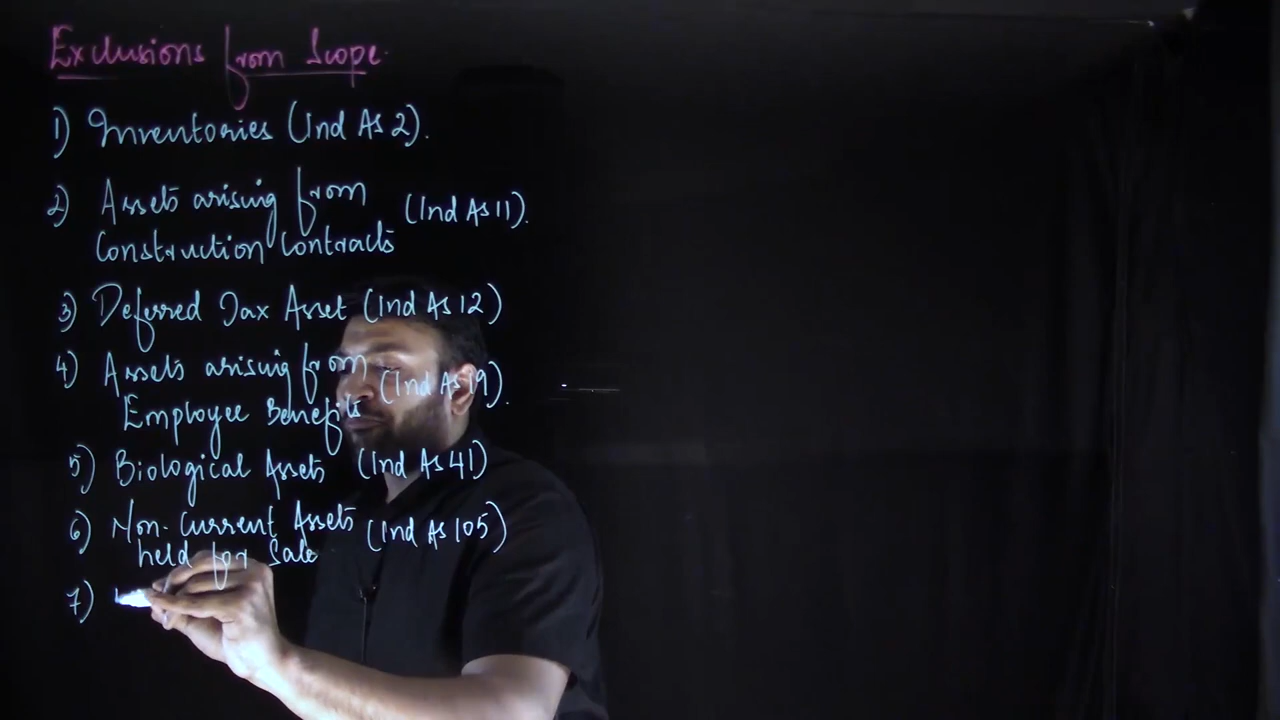 Exclusions from Scope.
1) Inventories (Ind As 2).
2) Assets arising from (Ind As 11).
Construction Contracts
3) Deferred Tax Asset (Ind As 12)
4) Assets arising from (Ind As 19).
Employee Benefits
5) Biological Assets (Ind As 41)
6) Non-Current Assets (Ind As 105)
held for Sale
7)